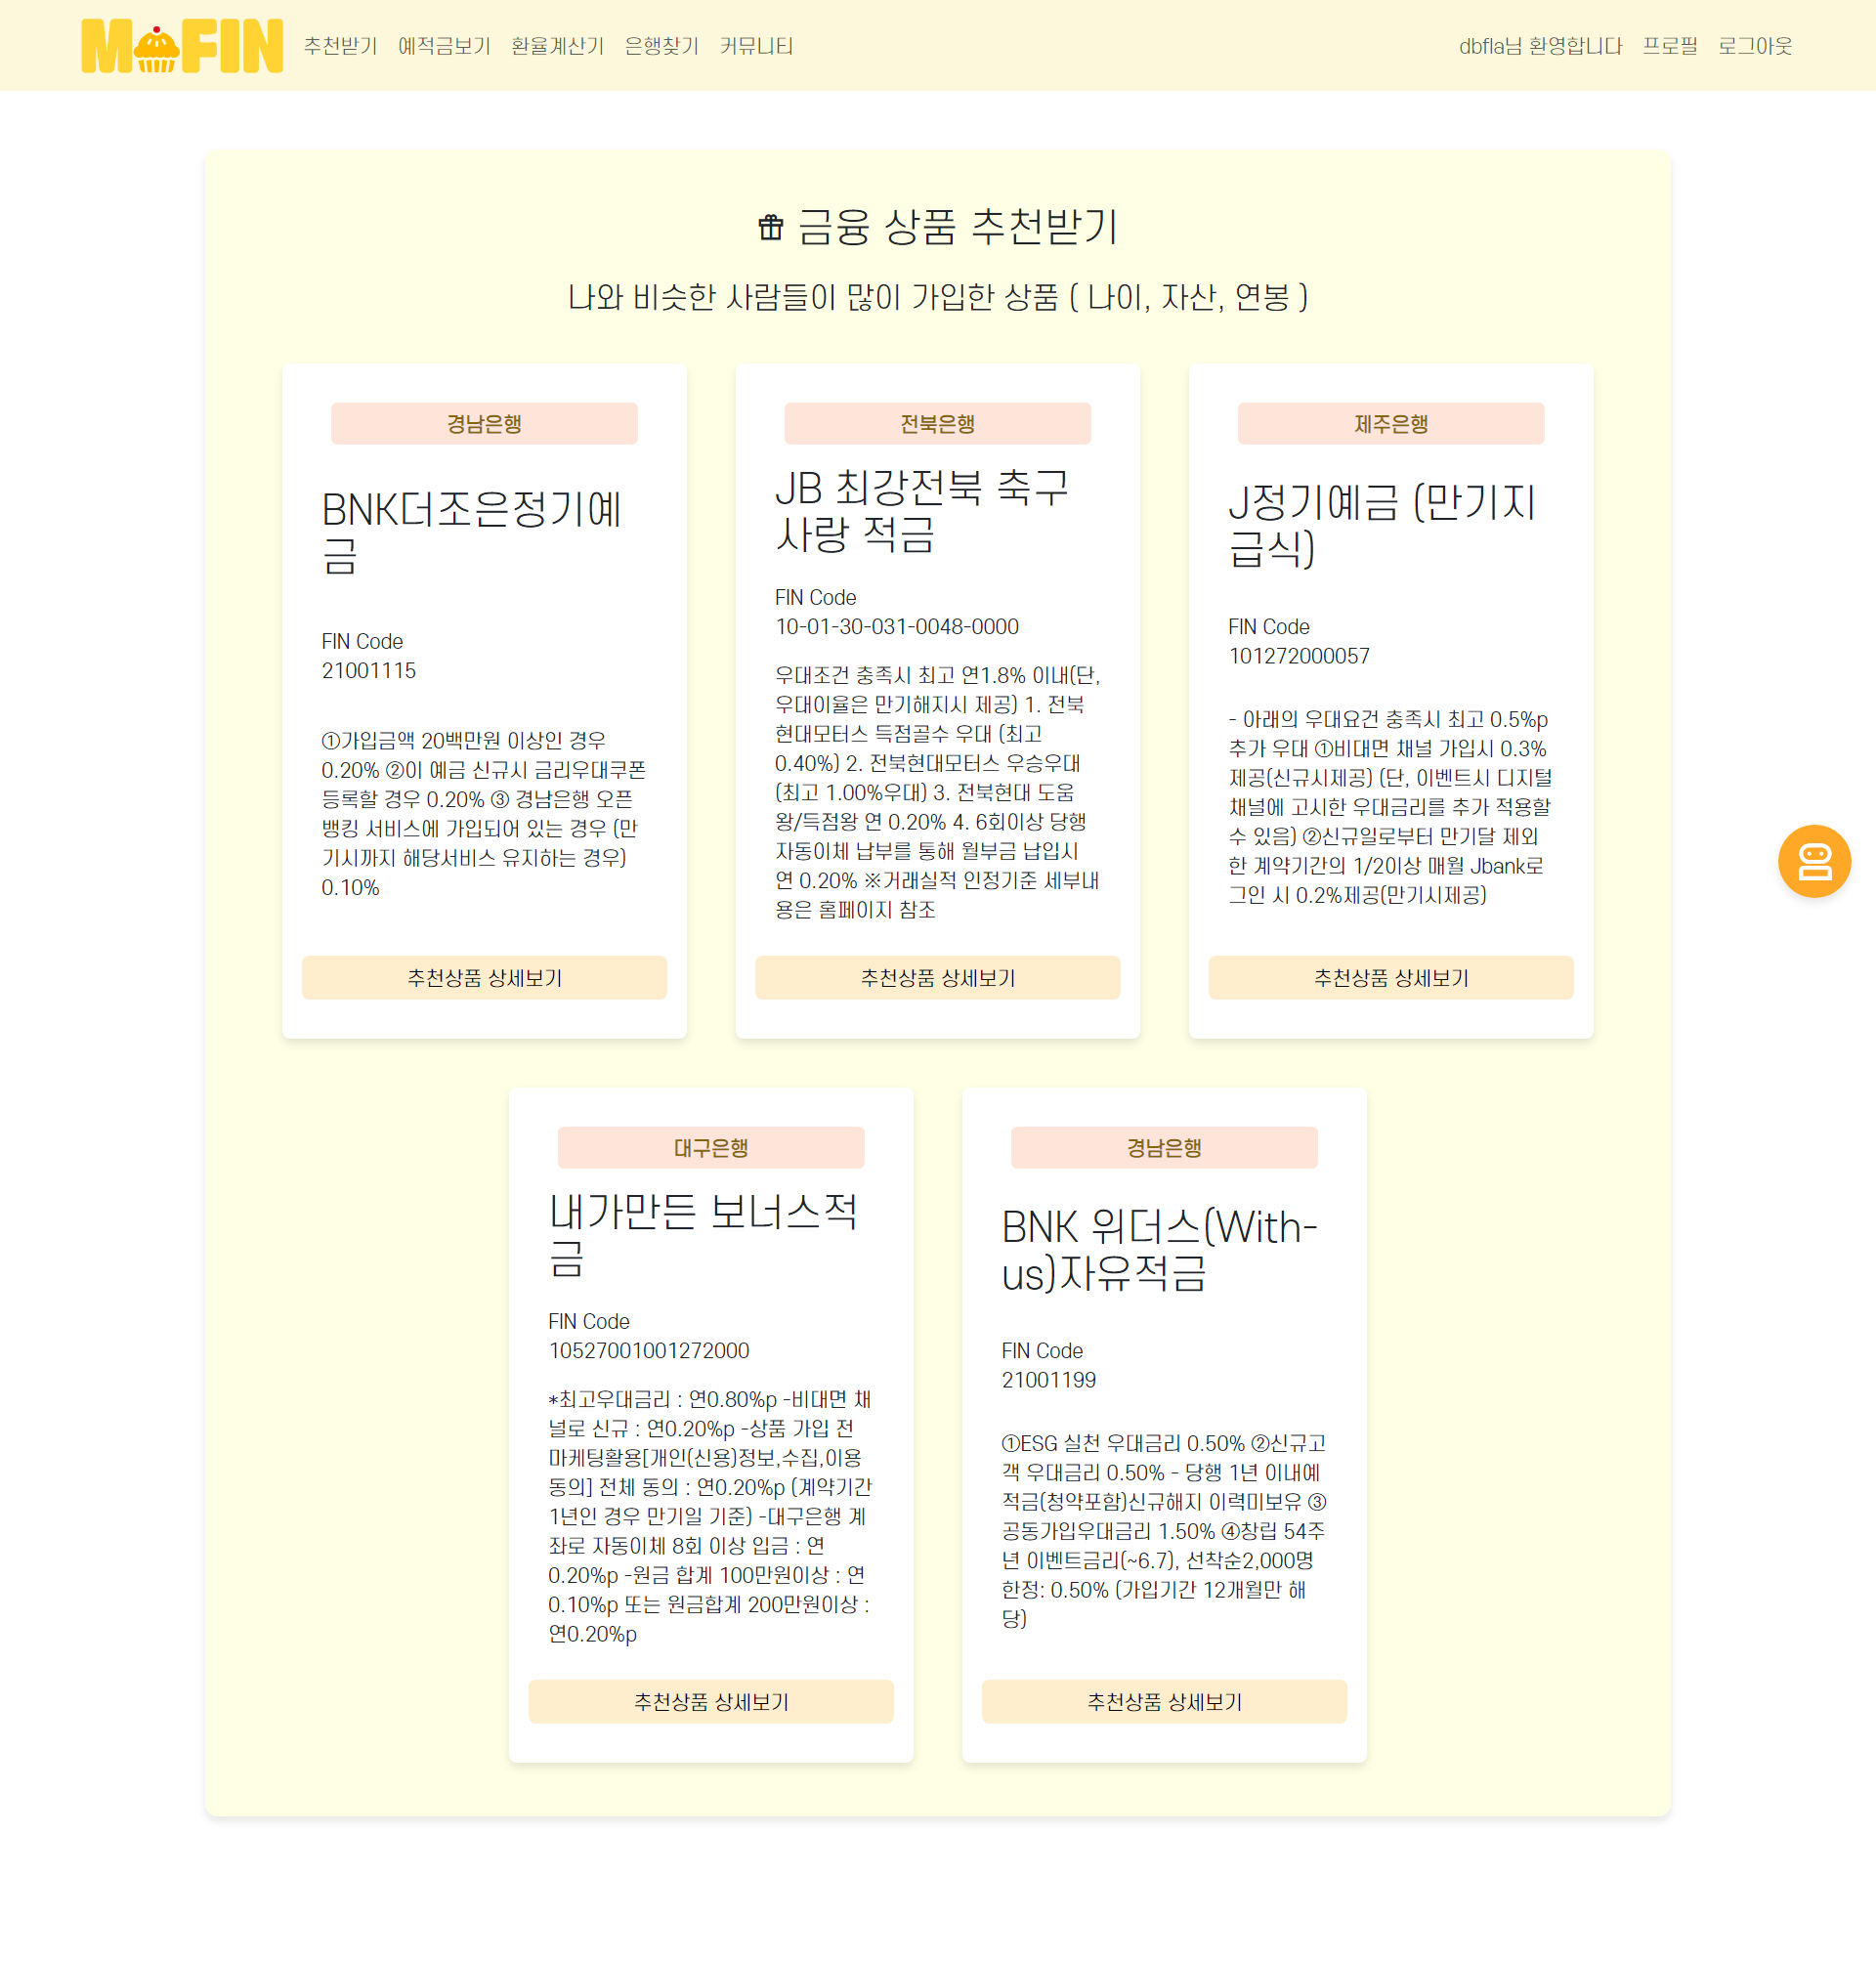 MOFIN 추천받기 예적금보기 환율계산기 은행찾기 커뮤니티 dbfla님 환영합니다 프로필 로그아웃
금융 상품 추천받기
나와 비슷한 사람들이 많이 가입한 상품 ( 나이, 자산, 연봉 )
경남은행
BNK더조은정기예
금
FIN Code
21001115
①가입금액 20백만원 이상인 경우
0.20% ②이 예금 신규시 금리우대쿠폰
등록할 경우 0.20% ③ 경남은행 오픈
뱅킹 서비스에 가입되어 있는 경우 (만
기시까지 해당서비스 유지하는 경우)
0.10%
추천상품 상세보기
전북은행
JB 최강전북 축구
사랑 적금
FIN Code
10-01-30-031-0048-0000
우대조건 충족시 최고 연1.8% 이내(단,
우대이율은 만기해지시 제공) 1. 전북
현대모터스 득점골수 우대 (최고
0.40%) 2. 전북현대모터스 우승우대
(최고 1.00%우대) 3. 전북현대 도움
왕/득점왕 연 0.20% 4. 6회이상 당행
자동이체 납부를 통해 월부금 납입시
연 0.20% ※거래실적 인정기준 세부내
용은 홈페이지 참조
추천상품 상세보기
제주은행
J정기예금 (만기지
급식)
FIN Code
101272000057
- 아래의 우대요건 충족시 최고 0.5%p
추가 우대 ①비대면 채널 가입시 0.3%
제공(신규시제공) (단, 이벤트시 디지털
채널에 고시한 우대금리를 추가 적용할
수 있음) ②신규일로부터 만기달 제외
한 계약기간의 1/2이상 매월 Jbank로
그인 시 0.2%제공(만기시제공)
추천상품 상세보기
대구은행
내가만든 보너스적
금
FIN Code
10527001001272000
*최고우대금리 : 연0.80%p -비대면 채
널로 신규 : 연0.20%p -상품 가입 전
마케팅활용[개인(신용)정보,수집,이용
동의] 전체 동의 : 연0.20%p (계약기간
1년인 경우 만기일 기준) -대구은행 계
좌로 자동이체 8회 이상 입금 : 연
0.20%p -원금 합계 100만원이상 : 연
0.10%p 또는 원금합계 200만원이상 :
연0.20%p
추천상품 상세보기
경남은행
BNK 위더스(With-
us)자유적금
FIN Code
21001199
①ESG 실천 우대금리 0.50% ②신규고
객 우대금리 0.50% - 당행 1년 이내예
적금(청약포함)신규해지 이력미보유 ③
공동가입우대금리 1.50% ④창립 54주
년 이벤트금리(~6.7), 선착순2,000명
한정: 0.50% (가입기간 12개월만 해
당)
추천상품 상세보기